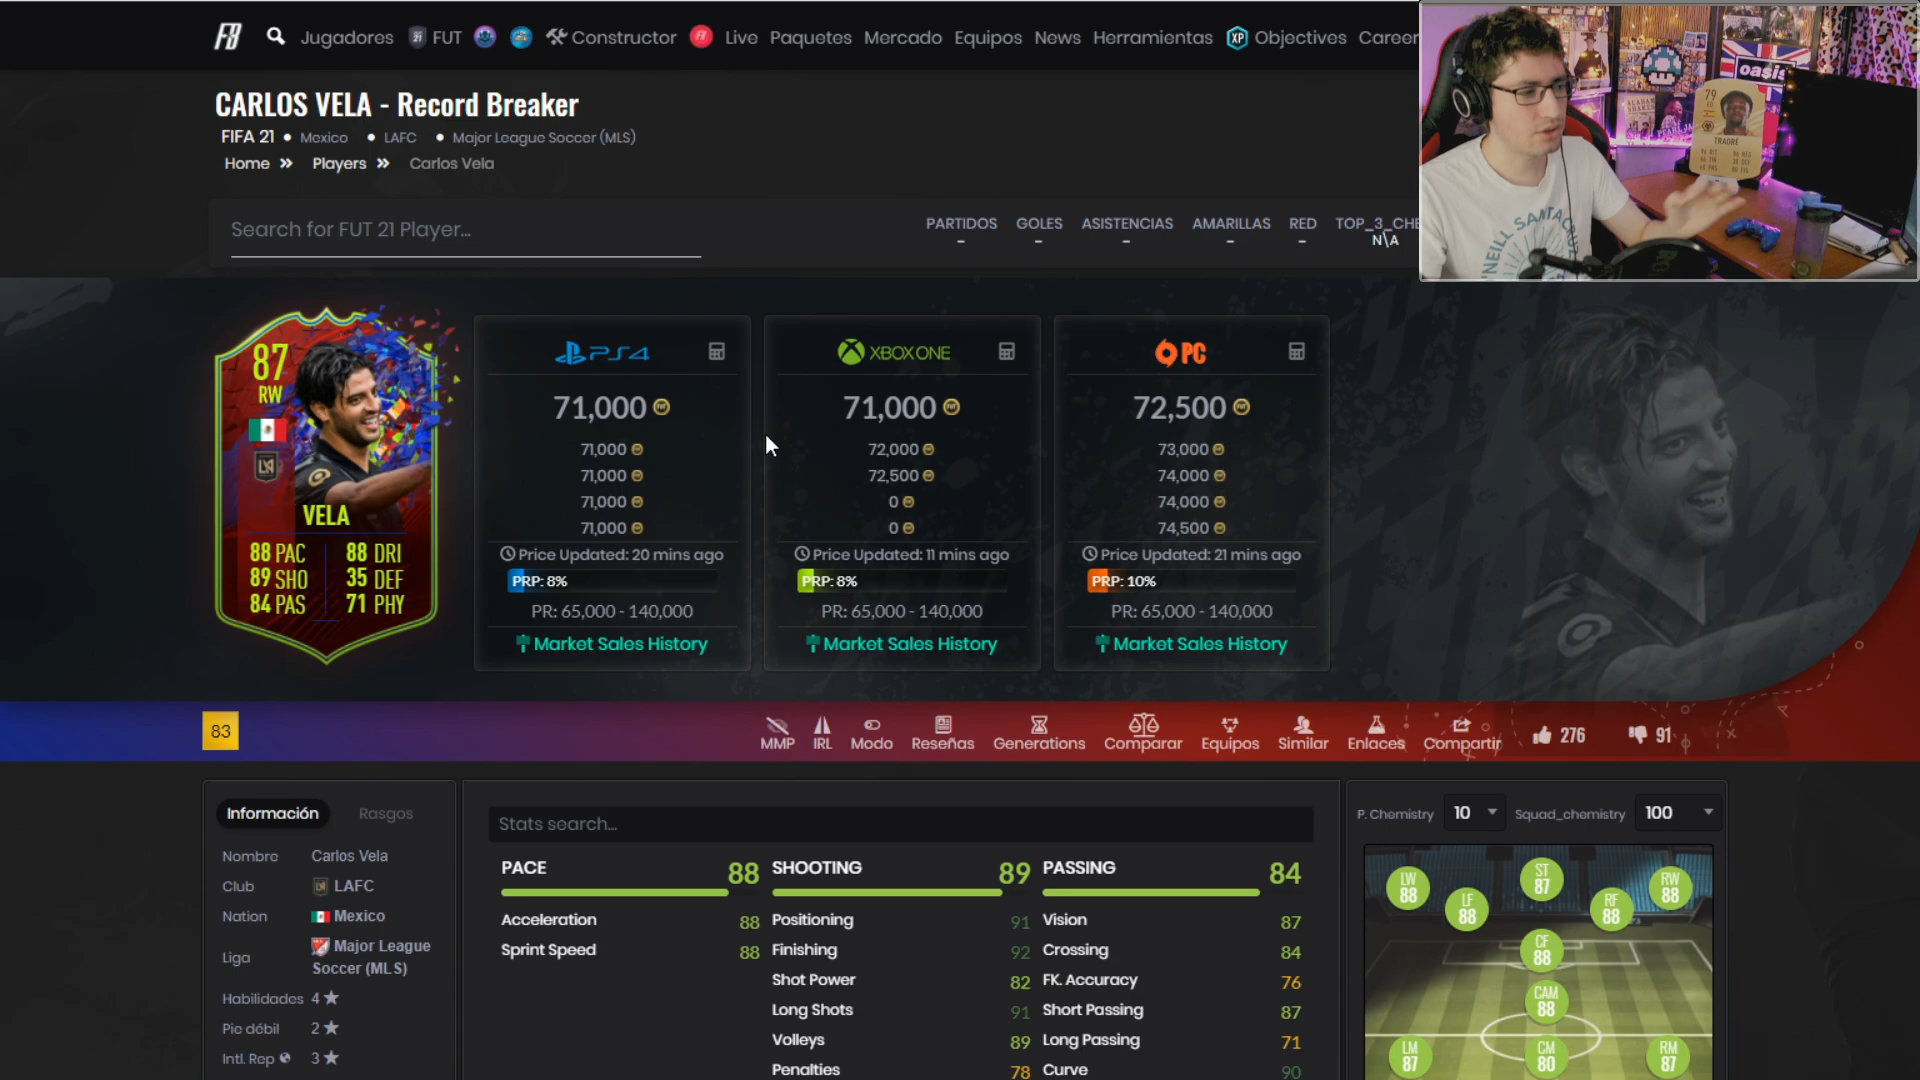 Jugadores FUT Constructor Live Paquetes Mercado Equipos News Herramientas XP Objectives Career
CARLOS VELA - Record Breaker
FIFA 21 • Mexico • LAFC • Major League Soccer (MLS)
Home » Players » Carlos Vela
Search for FUT 21 Player...
PARTIDOS GOLES ASISTENCIAS AMARILLAS RED TOP_3_CHE
- - - - - N\A
oasis
79
TRAORÉ
O'NEILL SANTA CRUZ
87
RW
VELA
88 PAC 88 DRI
89 SHO 35 DEF
84 PAS 71 PHY
PS4
71,000
71,000
71,000
71,000
71,000
Price Updated: 20 mins ago
PRP: 8%
PR: 65,000 - 140,000
Market Sales History
XBOX ONE
71,000
72,000
72,500
0
0
Price Updated: 11 mins ago
PRP: 8%
PR: 65,000 - 140,000
Market Sales History
PC
72,500
73,000
74,000
74,000
74,500
Price Updated: 21 mins ago
PRP: 10%
PR: 65,000 - 140,000
Market Sales History
83
MMP IRL Modo Reseñas Generations Comparar Equipos Similar Enlaces Compartir 276 91
Información Rasgos
Nombre Carlos Vela
Club LAFC
Nation Mexico
Liga Major League
Soccer (MLS)
Habilidades 4 ★
Pie débil 2 ★
Intl. Rep 3 ★
Stats search...
PACE 88
Acceleration 88
Sprint Speed 88
SHOOTING 89
Positioning 91
Finishing 92
Shot Power 82
Long Shots 91
Volleys 89
Penalties 78
PASSING 84
Vision 87
Crossing 84
FK. Accuracy 76
Short Passing 87
Long Passing 71
Curve 90
P. Chemistry 10 Squad_chemistry 100
LW
88
LF
88
ST
87
RF
88
RW
88
CF
88
CAM
88
LM
87
CM
80
RM
87